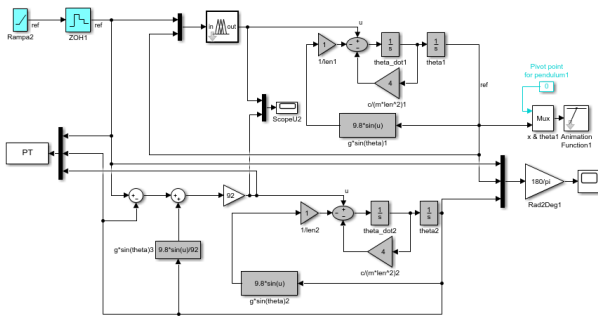 ref
Rampa2
ref
ZOH1
in
out
u
1
1/len1
1
s
theta_dot1
1
s
theta1
4
c/(m*len^2)1
9.8*sin(u)
g*sin(theta)1
ref
Pivot point
for pendulum1
0
Mux
x & theta1
Animation
Function1
ScopeU2
PT
180/pi
Rad2Deg1
92
u
1
1/len2
1
s
theta_dot2
1
s
theta2
4
c/(m*len^2)2
g*sin(theta)3
9.8*sin(u)/92
9.8*sin(u)
g*sin(theta)2